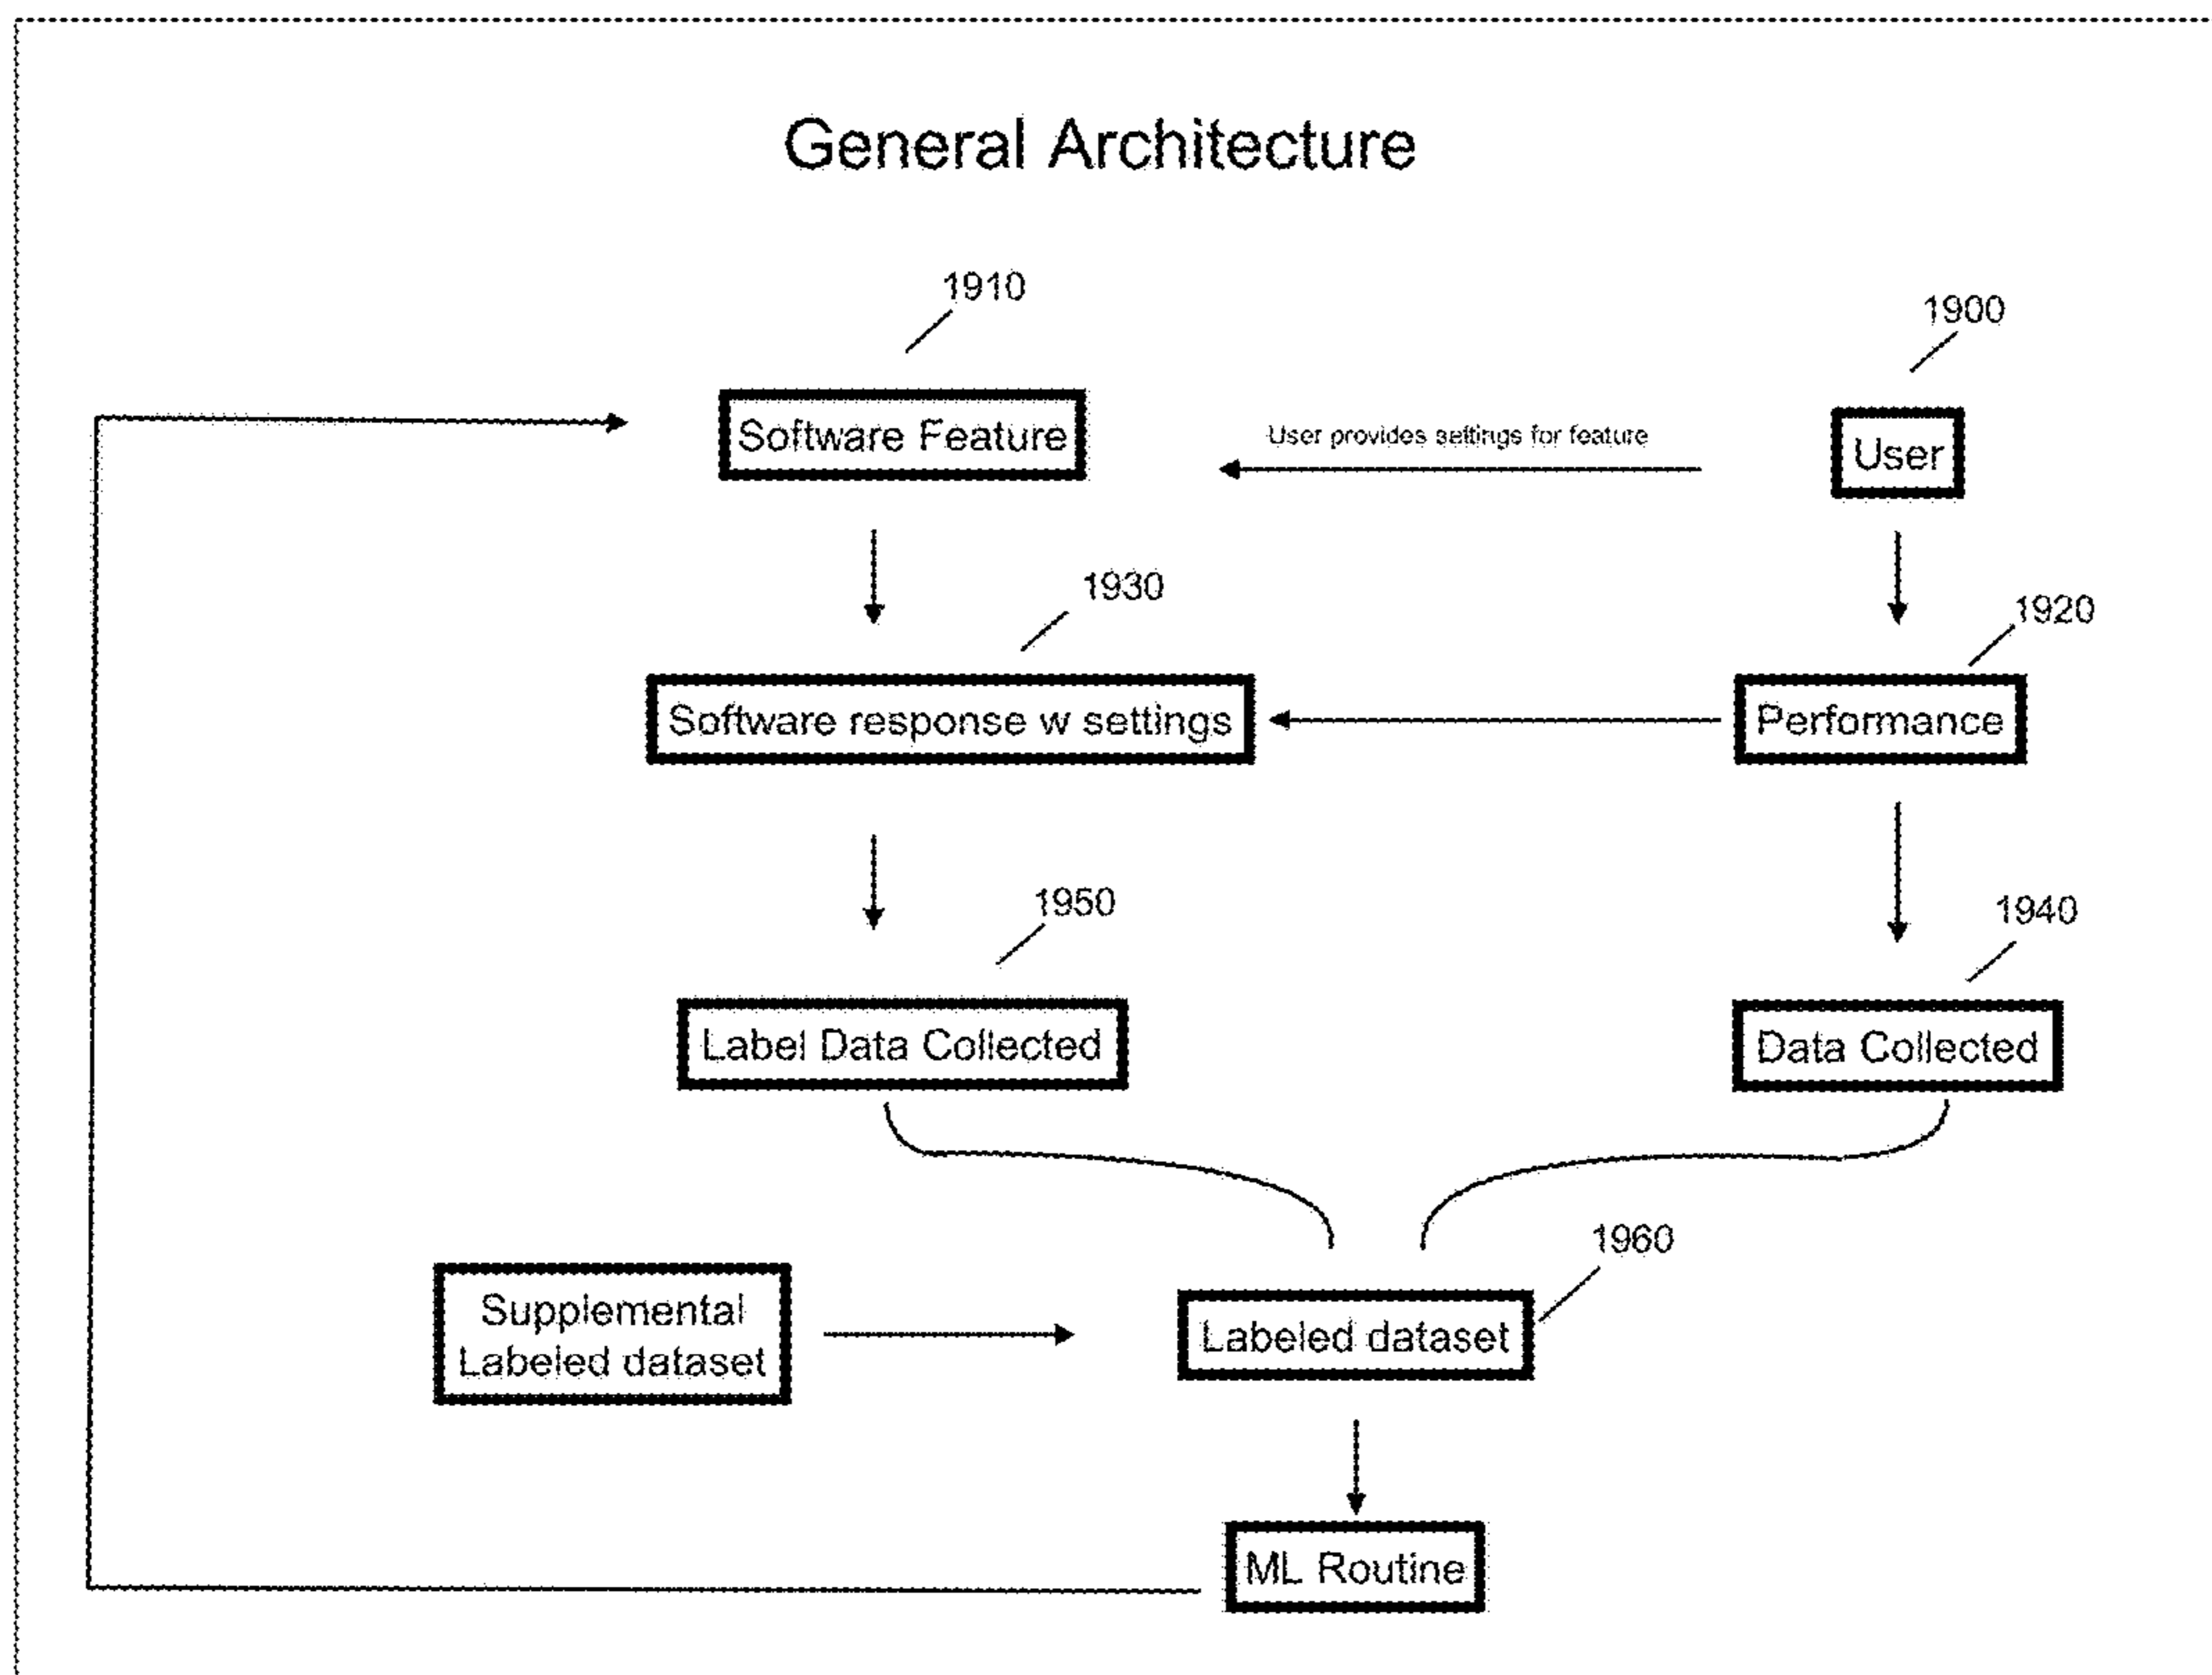 General Architecture
1910
1900
Software Feature
User provides settings for feature
User
1930
1920
Software response w settings
Performance
1950
1940
Label Data Collected
Data Collected
1960
Supplemental
Labeled dataset
Labeled dataset
ML Routine